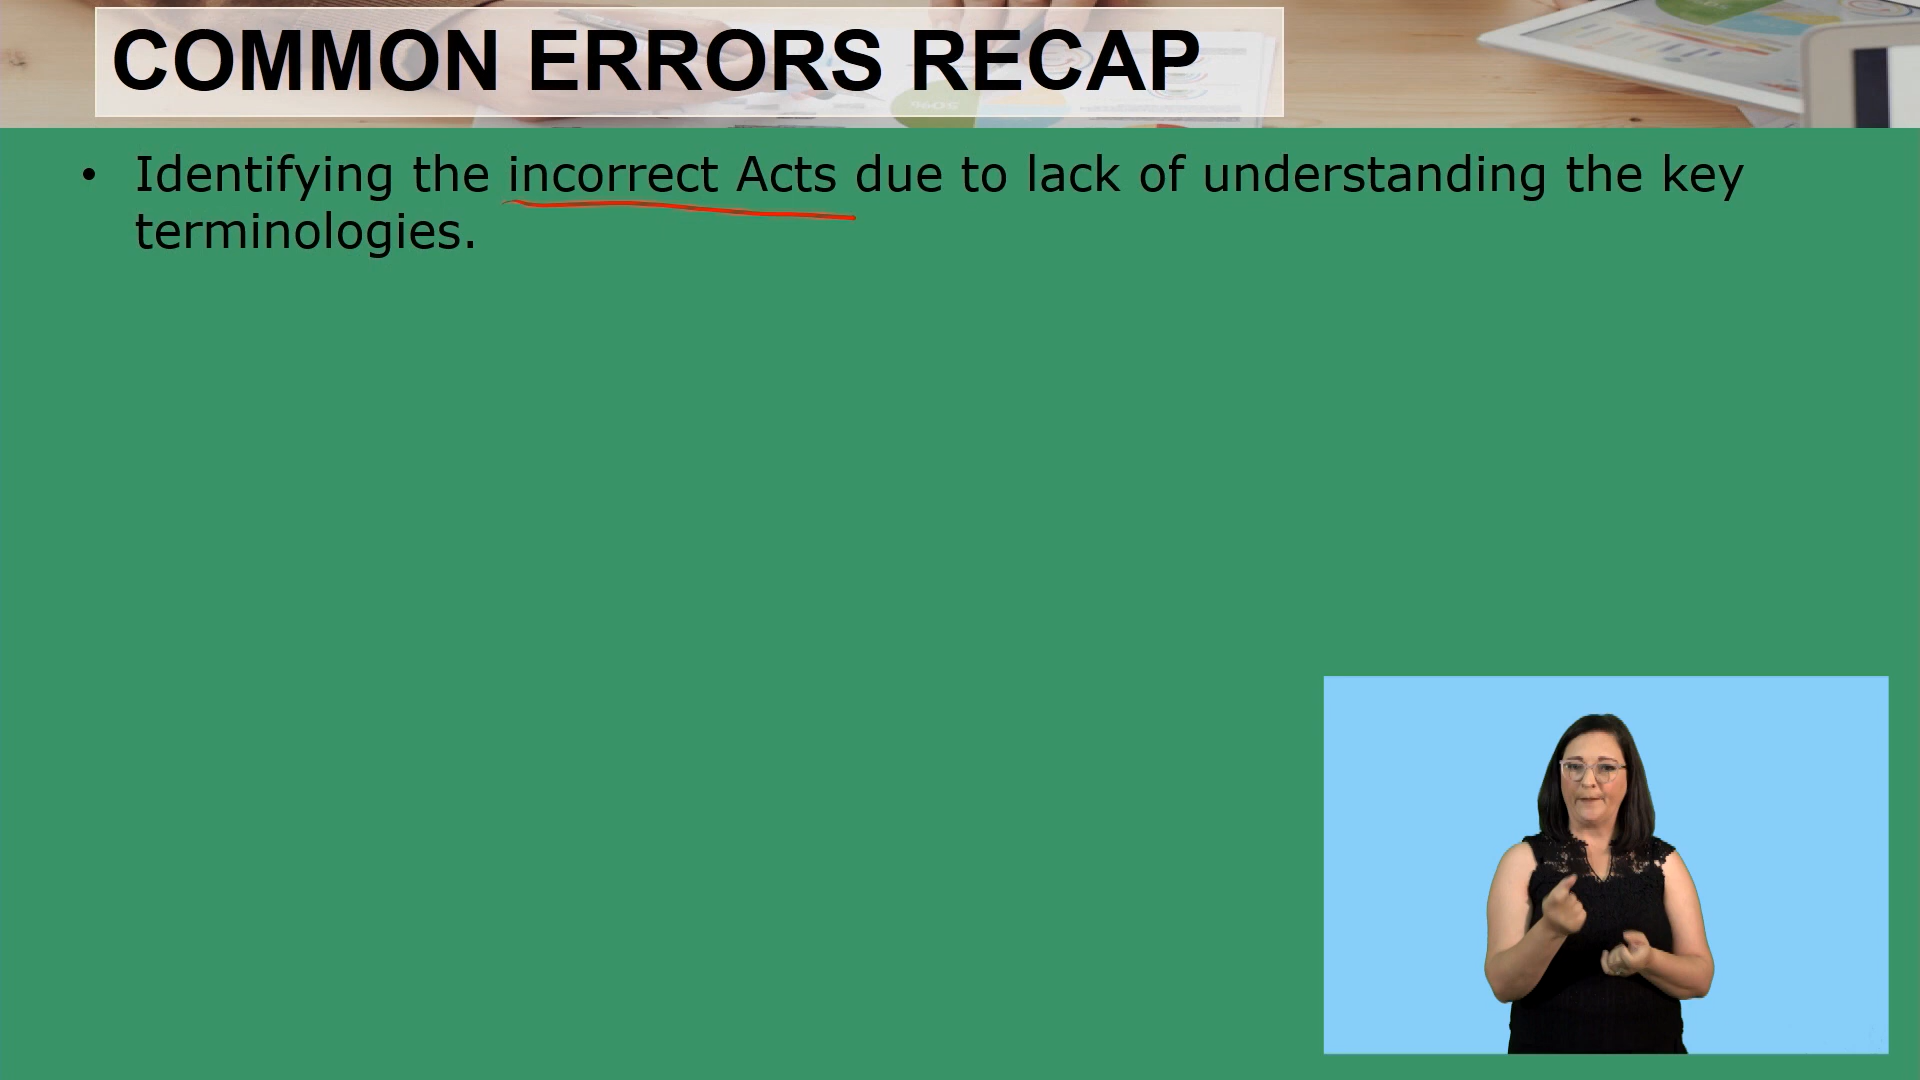 COMMON ERRORS RECAP
• Identifying the incorrect Acts due to lack of understanding the key
terminologies.